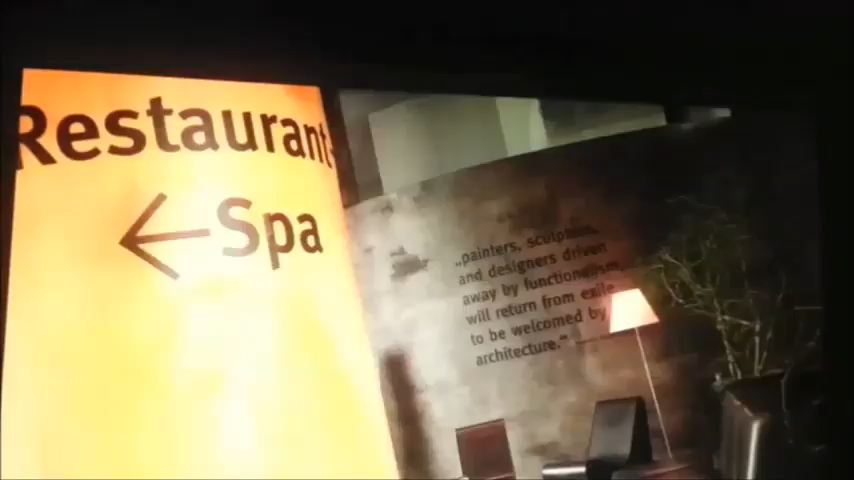 Restaurant
← Spa
„painters, sculptors,
and designers driven
away by functionalism,
will return from exile
to be welcomed by
architecture.“